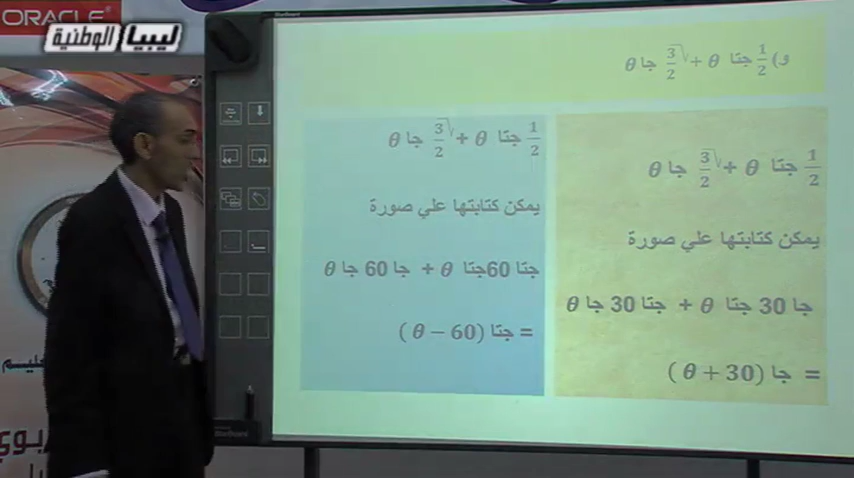 ORACLE
ليبيا الوطنية
و) 1/2 جتا θ + √3/2 جا θ
1/2 جتا θ + √3/2 جا θ
يمكن كتابتها علي صورة
جا 30 جتا θ + جتا 30 جا θ
= جا (30 + θ)
1/2 جتا θ + √3/2 جا θ
يمكن كتابتها علي صورة
جتا 60جتا θ + جا 60 جا θ
= جتا (60 − θ)